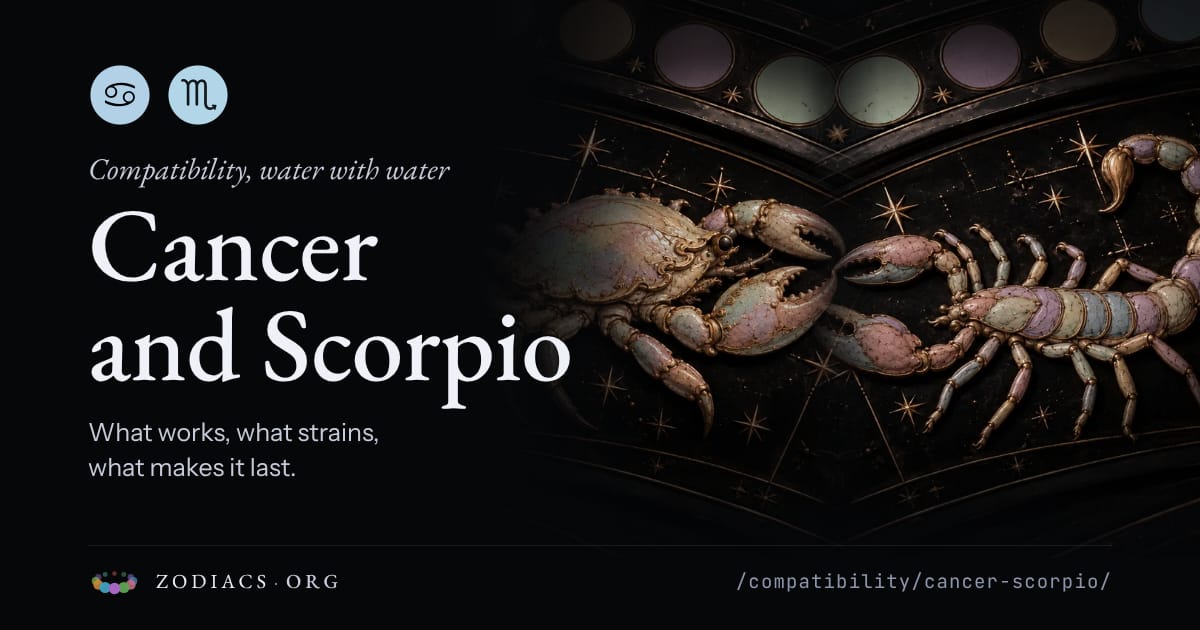 ♋ ♏
Compatibility, water with water
Cancer
and Scorpio
What works, what strains,
what makes it last.
ZODIACS · ORG
/compatibility/cancer-scorpio/